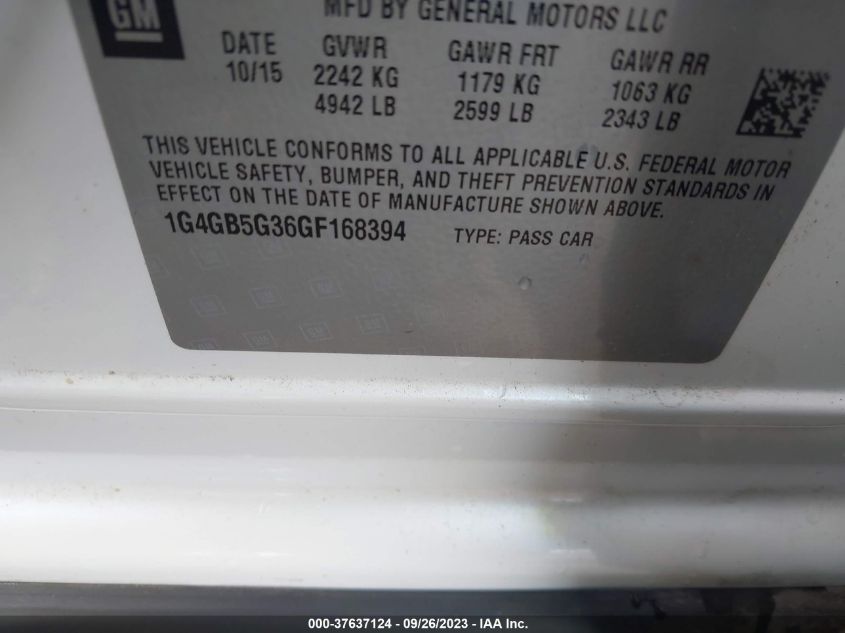 GM
MFD BY GENERAL MOTORS LLC
DATE GVWR GAWR FRT GAWR RR
10/15 2242 KG 1179 KG 1063 KG
4942 LB 2599 LB 2343 LB
THIS VEHICLE CONFORMS TO ALL APPLICABLE U.S. FEDERAL MOTOR
VEHICLE SAFETY, BUMPER, AND THEFT PREVENTION STANDARDS IN
EFFECT ON THE DATE OF MANUFACTURE SHOWN ABOVE.
1G4GB5G36GF168394 TYPE: PASS CAR
000-37637124 - 09/26/2023 - IAA Inc.